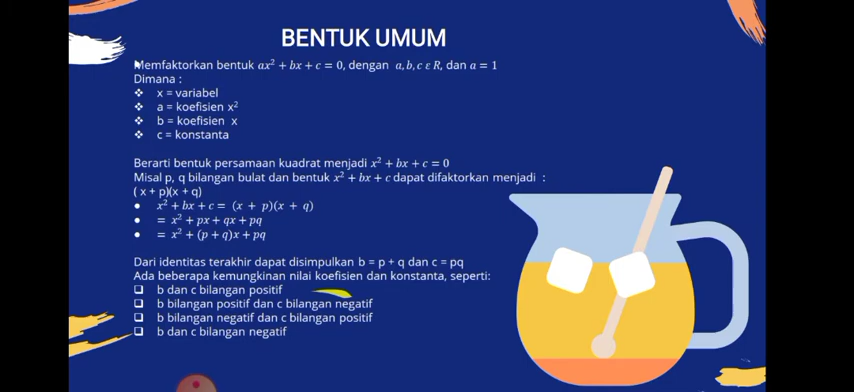 BENTUK UMUM
Memfaktorkan bentuk ax² + bx + c = 0, dengan a, b, c ε R, dan a = 1
Dimana :
❖ x = variabel
❖ a = koefisien x²
❖ b = koefisien x
❖ c = konstanta
Berarti bentuk persamaan kuadrat menjadi x² + bx + c = 0
Misal p, q bilangan bulat dan bentuk x² + bx + c dapat difaktorkan menjadi :
( x + p)(x + q)
• x² + bx + c = (x + p)(x + q)
• = x² + px + qx + pq
• = x² + (p + q)x + pq
Dari identitas terakhir dapat disimpulkan b = p + q dan c = pq
Ada beberapa kemungkinan nilai koefisien dan konstanta, seperti:
❑ b dan c bilangan positif
❑ b bilangan positif dan c bilangan negatif
❑ b bilangan negatif dan c bilangan positif
❑ b dan c bilangan negatif